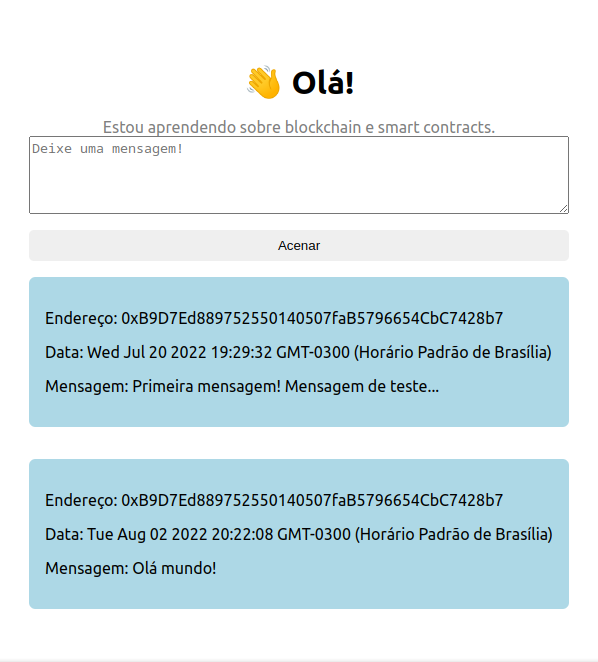 👋 Olá!
Estou aprendendo sobre blockchain e smart contracts.
Deixe uma mensagem!
Acenar
Endereço: 0xB9D7Ed889752550140507faB5796654CbC7428b7
Data: Wed Jul 20 2022 19:29:32 GMT-0300 (Horário Padrão de Brasília)
Mensagem: Primeira mensagem! Mensagem de teste...
Endereço: 0xB9D7Ed889752550140507faB5796654CbC7428b7
Data: Tue Aug 02 2022 20:22:08 GMT-0300 (Horário Padrão de Brasília)
Mensagem: Olá mundo!